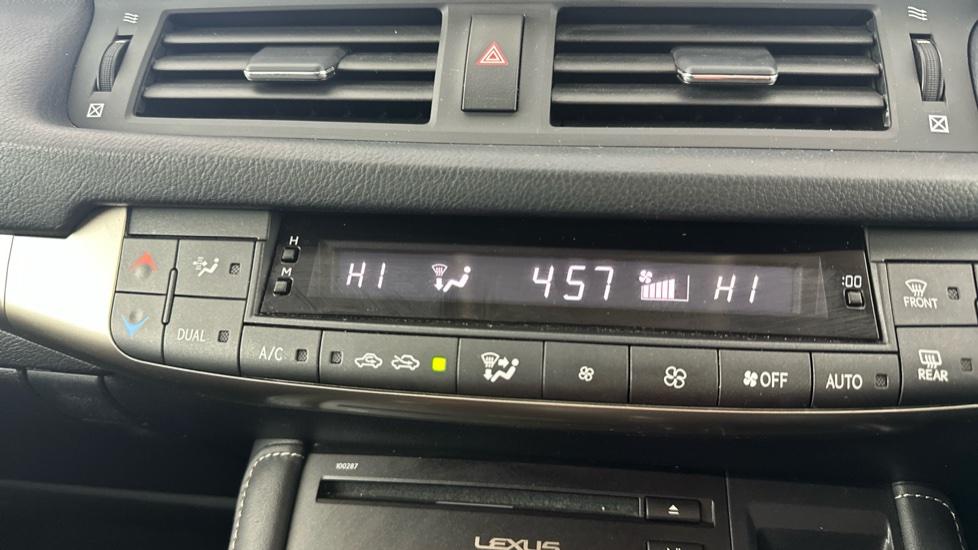 H
M
HI 457 HI
:00
FRONT
DUAL
A/C
OFF
AUTO
REAR
100287
LEXUS